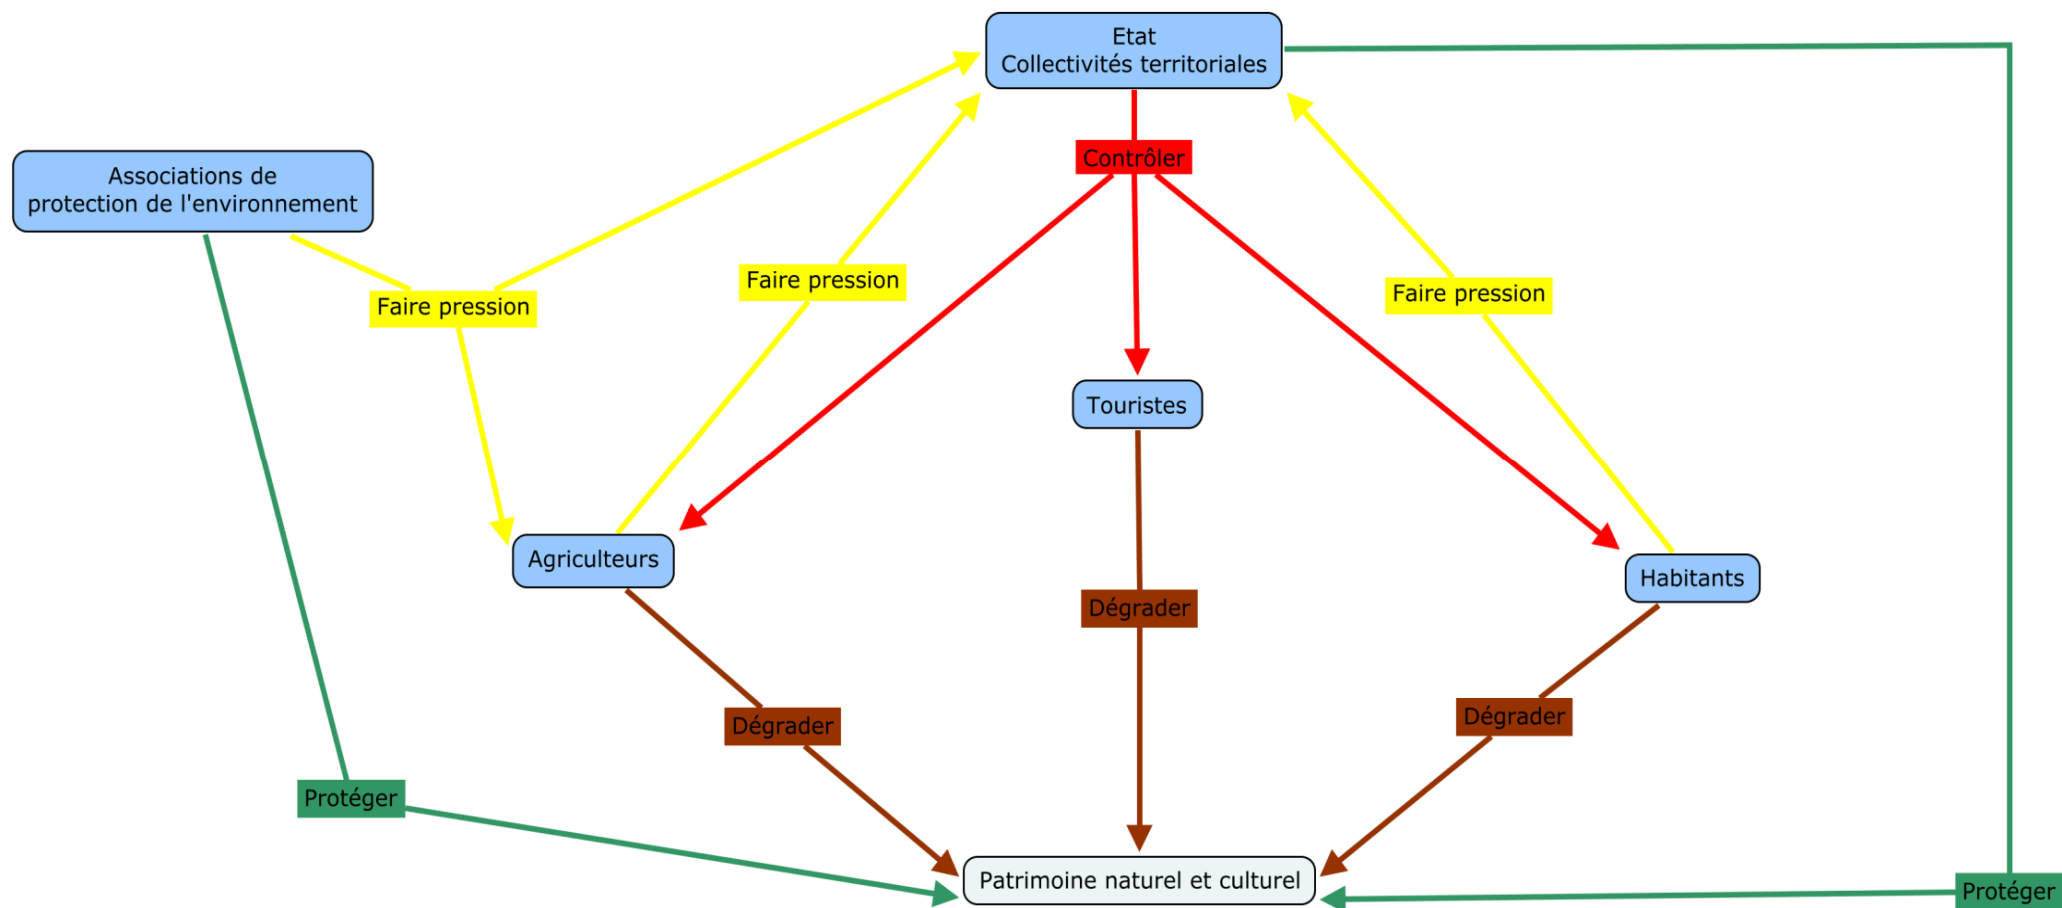 Etat
Collectivités territoriales
Contrôler
Associations de
protection de l'environnement
Faire pression
Faire pression
Faire pression
Touristes
Agriculteurs
Habitants
Dégrader
Dégrader
Dégrader
Protéger
Patrimoine naturel et culturel
Protéger